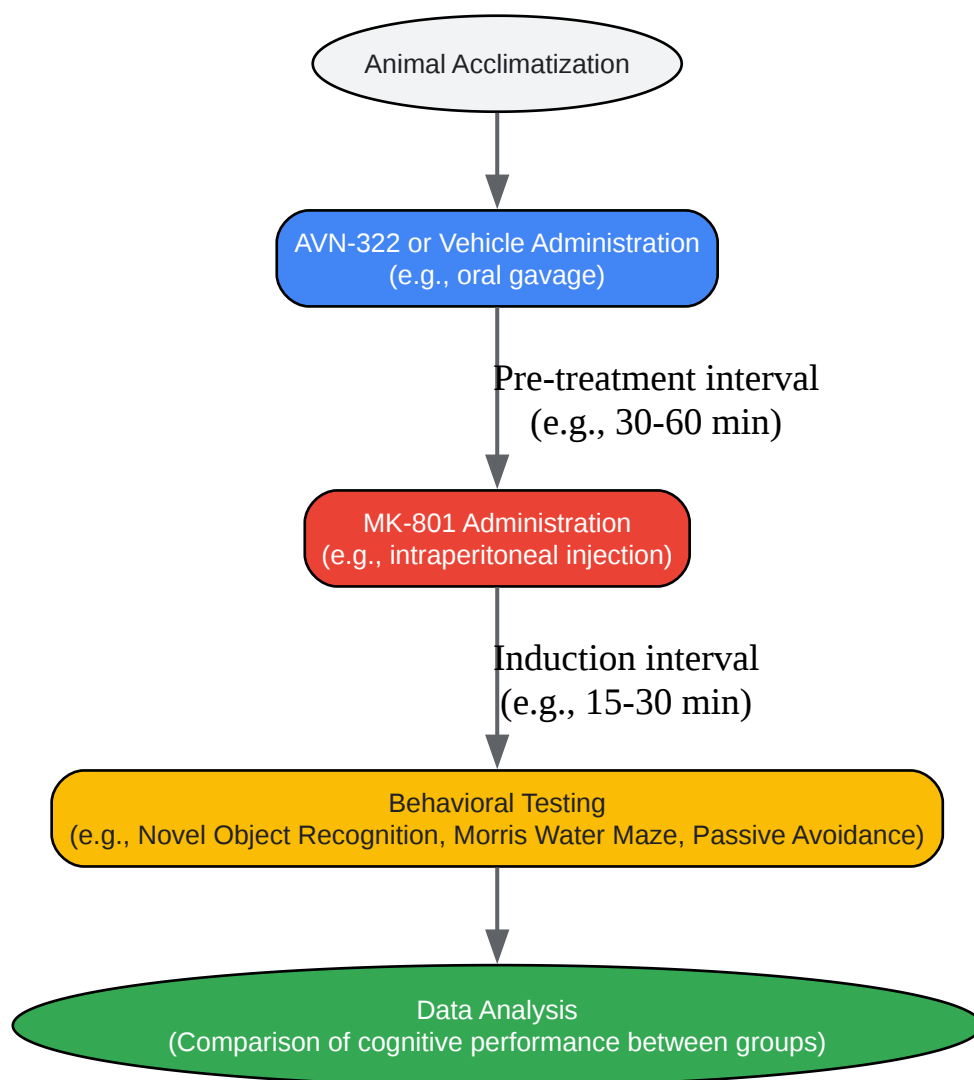 Animal Acclimatization
AVN-322 or Vehicle Administration
(e.g., oral gavage)
Pre-treatment interval
(e.g., 30-60 min)
MK-801 Administration
(e.g., intraperitoneal injection)
Induction interval
(e.g., 15-30 min)
Behavioral Testing
(e.g., Novel Object Recognition, Morris Water Maze, Passive Avoidance)
Data Analysis
(Comparison of cognitive performance between groups)